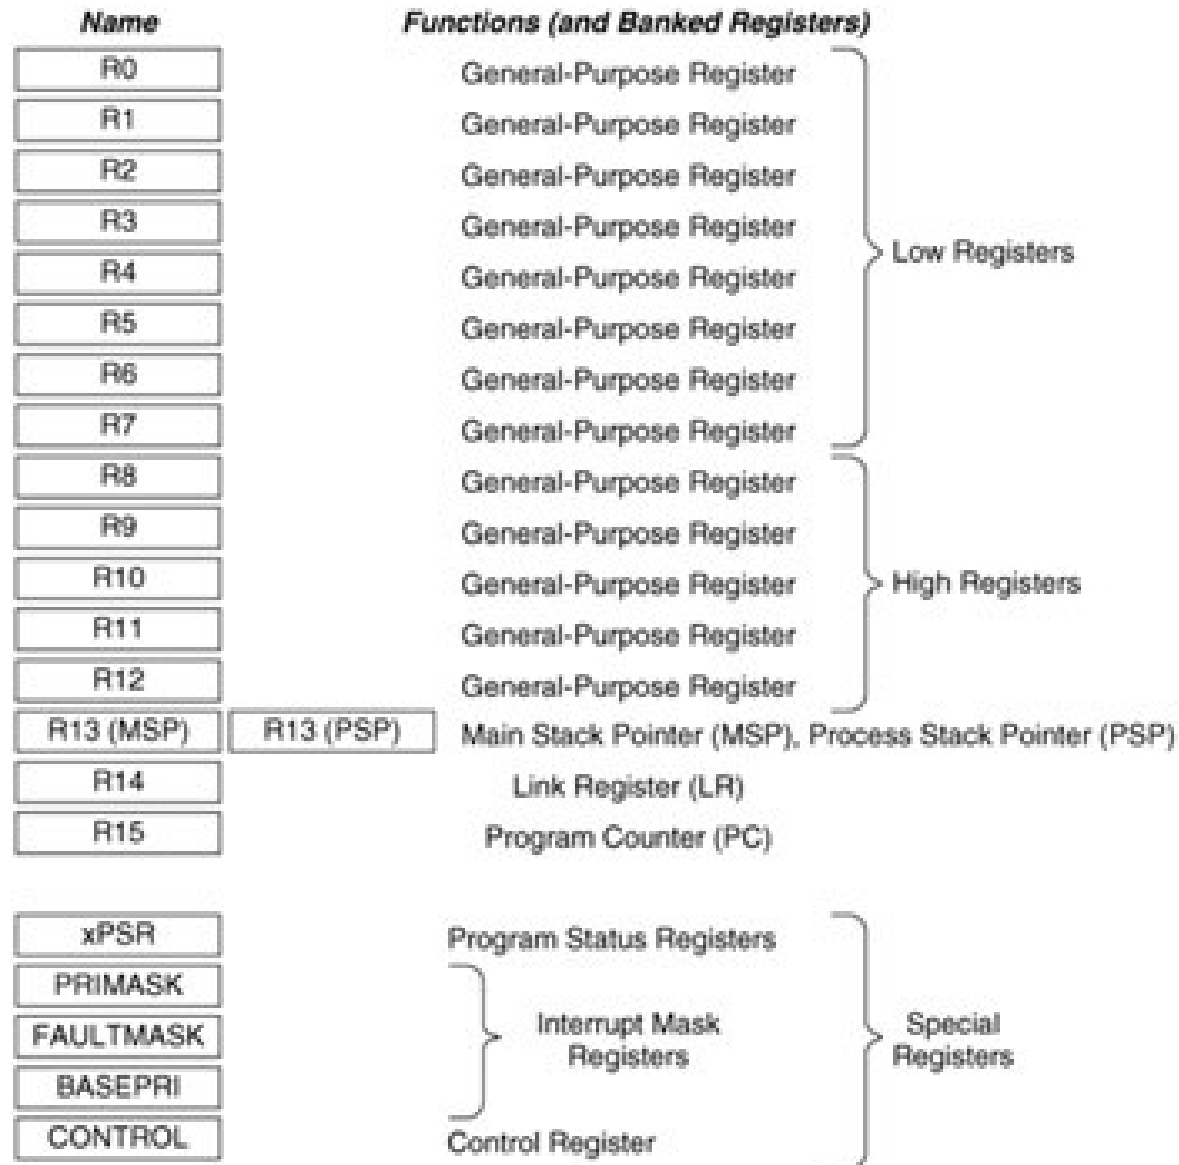 Name Functions (and Banked Registers)
R0 General-Purpose Register
R1 General-Purpose Register
R2 General-Purpose Register
R3 General-Purpose Register
Low Registers
R4 General-Purpose Register
R5 General-Purpose Register
R6 General-Purpose Register
R7 General-Purpose Register
R8 General-Purpose Register
R9 General-Purpose Register
R10 General-Purpose Register High Registers
R11 General-Purpose Register
R12 General-Purpose Register
R13 (MSP) R13 (PSP) Main Stack Pointer (MSP), Process Stack Pointer (PSP)
R14 Link Register (LR)
R15 Program Counter (PC)
xPSR Program Status Registers
PRIMASK
FAULTMASK Interrupt Mask Special
Registers Registers
BASEPRI
CONTROL Control Register